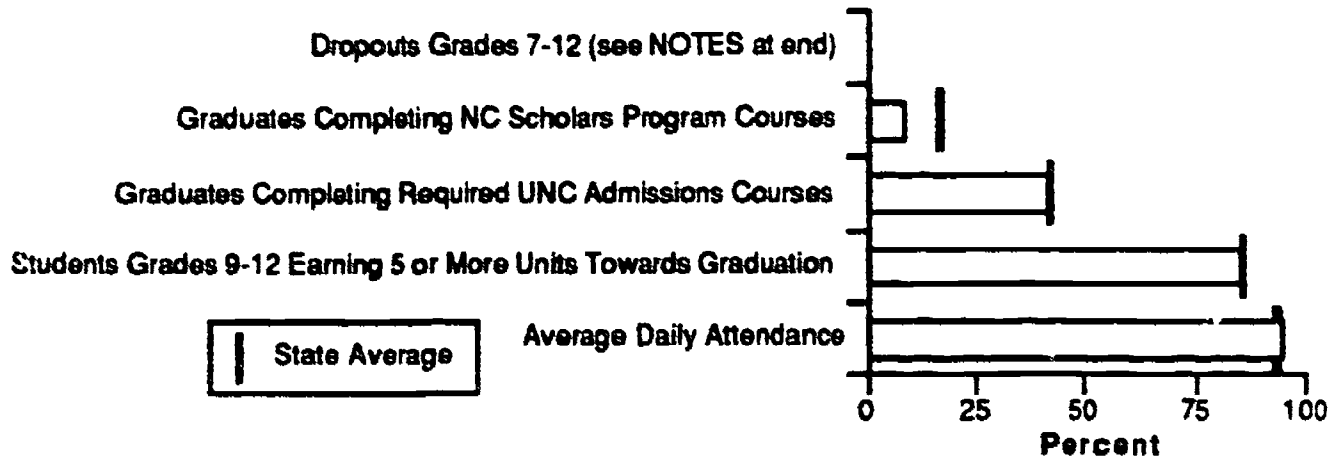 Dropouts Grades 7-12 (see NOTES at end)
Graduates Completing NC Scholars Program Courses
Graduates Completing Required UNC Admissions Courses
Students Grades 9-12 Earning 5 or More Units Towards Graduation
Average Daily Attendance
State Average
0 25 50 75 100
Percent